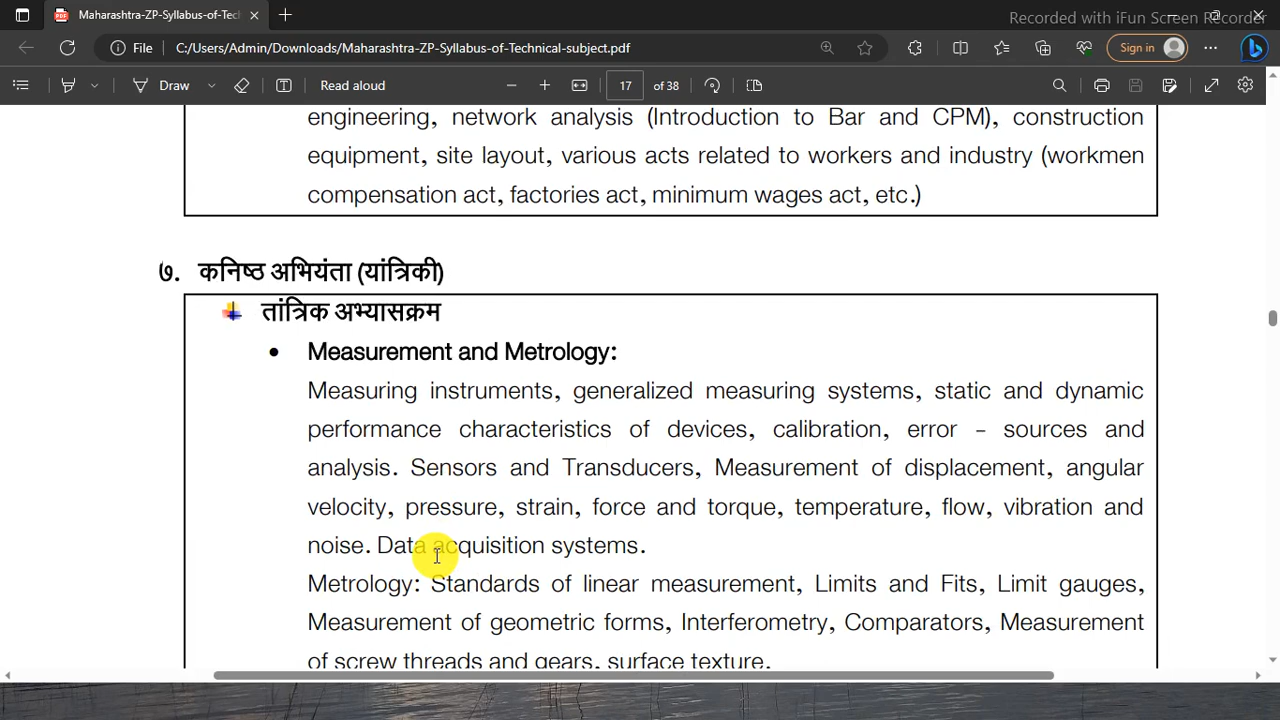 Maharashtra-ZP-Syllabus-of-Tec
Recorded with iFun Screen Recorder
File
C:/Users/Admin/Downloads/Maharashtra-ZP-Syllabus-of-Technical-subject.pdf
Sign in
Draw
Read aloud
17 of 38
engineering, network analysis (Introduction to Bar and CPM), construction
equipment, site layout, various acts related to workers and industry (workmen
compensation act, factories act, minimum wages act, etc.)
७. कनिष्ठ अभियंता (यांत्रिकी)
तांत्रिक अभ्यासक्रम
• Measurement and Metrology:
Measuring instruments, generalized measuring systems, static and dynamic
performance characteristics of devices, calibration, error – sources and
analysis. Sensors and Transducers, Measurement of displacement, angular
velocity, pressure, strain, force and torque, temperature, flow, vibration and
noise. Data acquisition systems.
Metrology: Standards of linear measurement, Limits and Fits, Limit gauges,
Measurement of geometric forms, Interferometry, Comparators, Measurement
of screw threads and gears, surface texture.